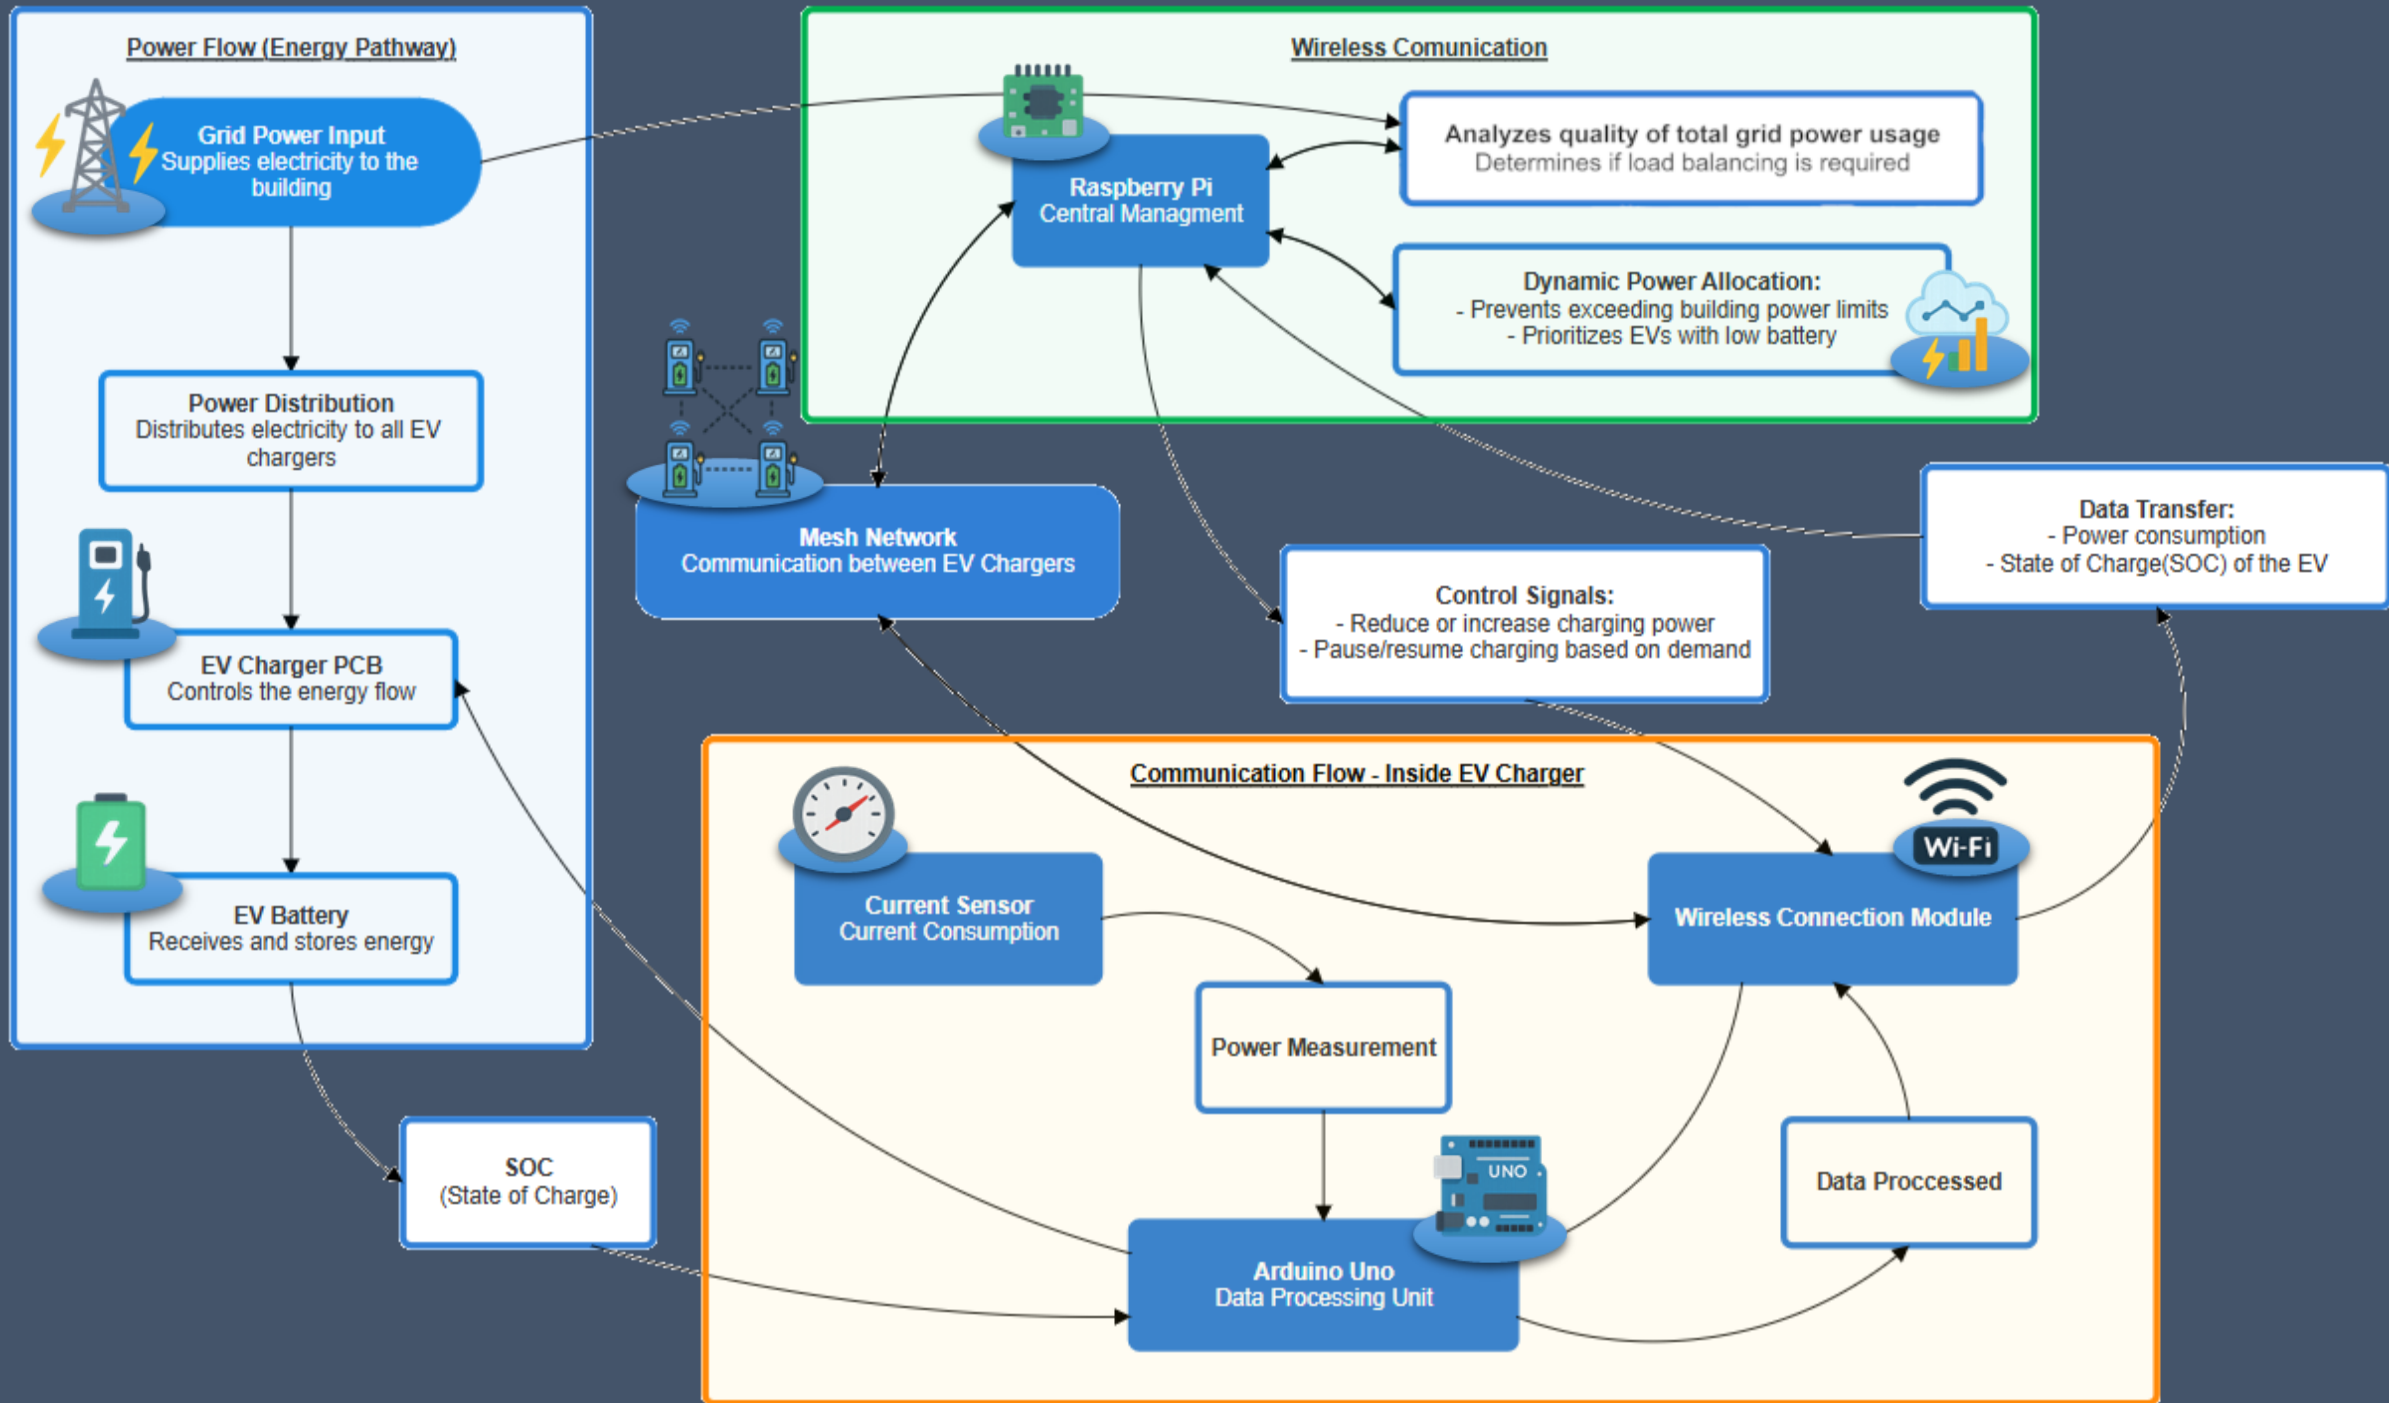 Power Flow (Energy Pathway)
Grid Power Input
Supplies electricity to the
building
Power Distribution
Distributes electricity to all EV
chargers
EV Charger PCB
Controls the energy flow
EV Battery
Receives and stores energy
SOC
(State of Charge)
Wireless Comunication
Raspberry Pi
Central Managment
Analyzes quality of total grid power usage
Determines if load balancing is required
Dynamic Power Allocation:
- Prevents exceeding building power limits
- Prioritizes EVs with low battery
Mesh Network
Communication between EV Chargers
Control Signals:
- Reduce or increase charging power
- Pause/resume charging based on demand
Data Transfer:
- Power consumption
- State of Charge(SOC) of the EV
Communication Flow - Inside EV Charger
Current Sensor
Current Consumption
Wi-Fi
Wireless Connection Module
Power Measurement
UNO
Arduino Uno
Data Processing Unit
Data Proccessed